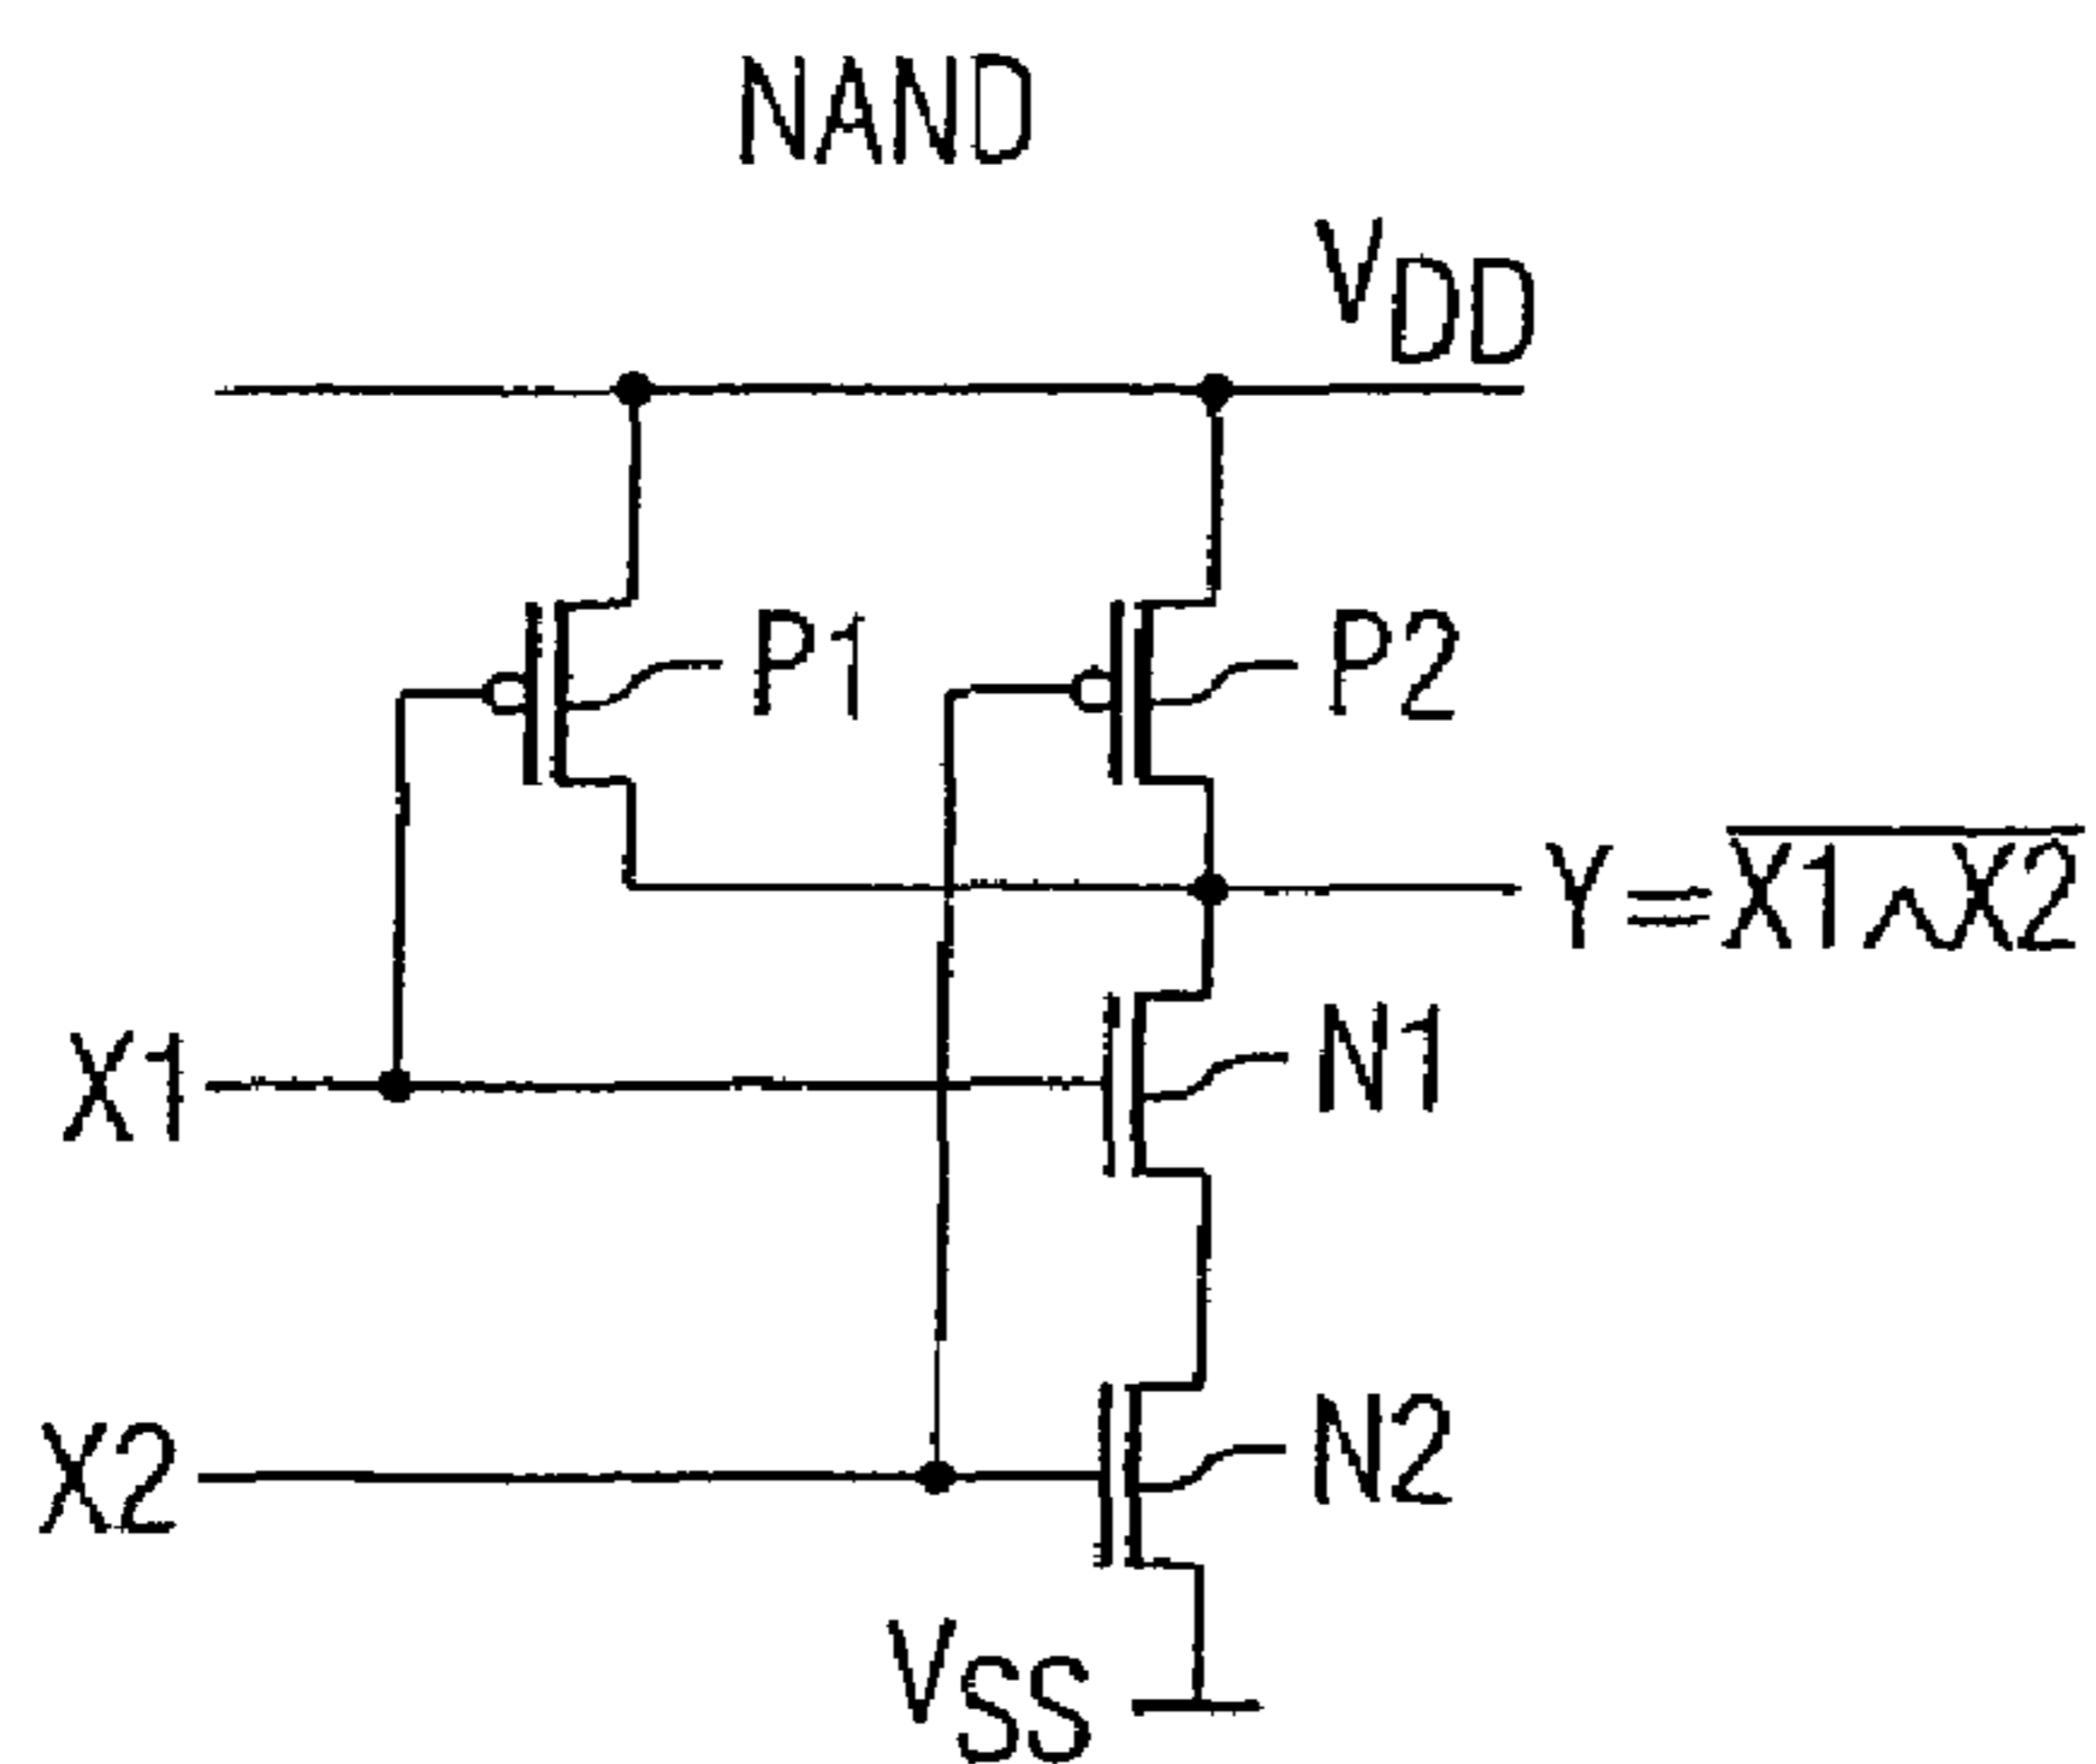 NAND
VDD
P1
P2
Y=X1∧X2
X1
N1
X2
N2
VSS